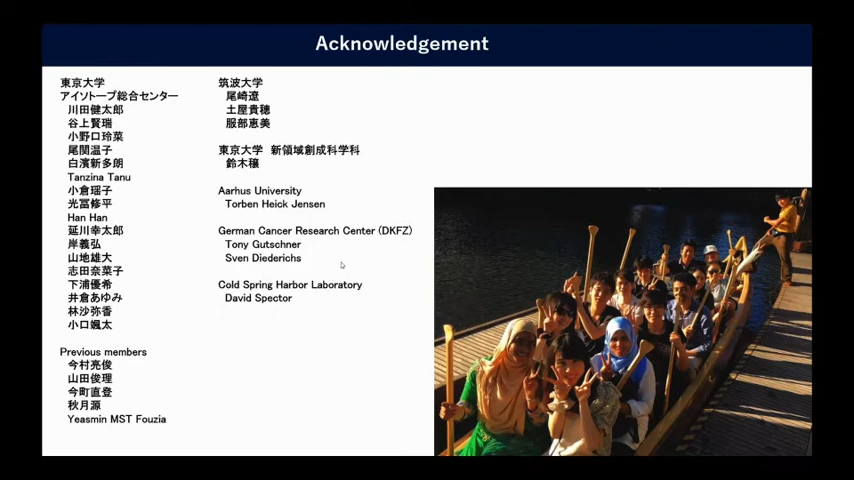 Acknowledgement
東京大学
アイソトープ総合センター
川田健太郎
谷上賢瑞
小野口玲菜
尾関温子
白濱新多朗
Tanzina Tanu
小倉瑶子
光冨修平
Han Han
延川幸太郎
岸義弘
山地雄大
志田奈菜子
下浦優希
井倉あゆみ
林沙弥香
小口颯太
Previous members
今村亮俊
山田俊理
今町直登
秋月源
Yeasmin MST Fouzia
筑波大学
尾崎遼
土屋貴穂
服部恵美
東京大学 新領域創成科学科
鈴木穣
Aarhus University
Torben Heick Jensen
German Cancer Research Center (DKFZ)
Tony Gutschner
Sven Diederichs
Cold Spring Harbor Laboratory
David Spector